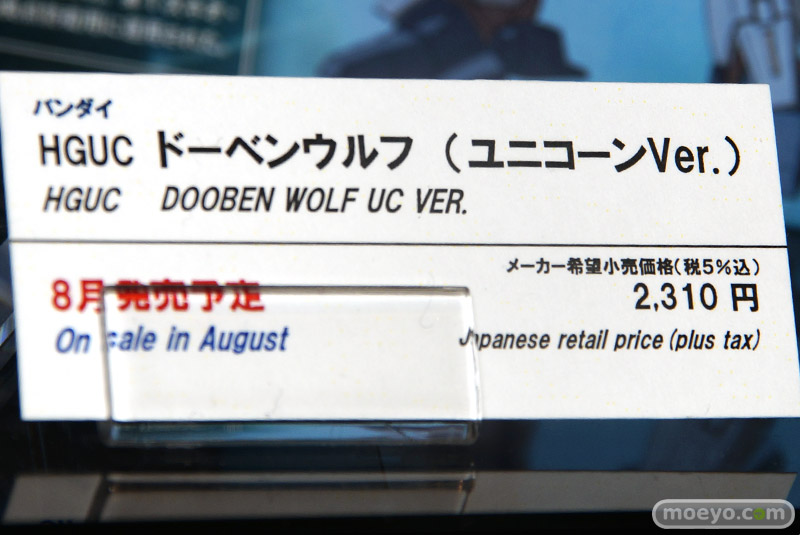 バンダイ
HGUC ドーベンウルフ（ユニコーンVer.）
HGUC DOOBEN WOLF UC VER.
メーカー希望小売価格（税5%込）
8月発売予定
2,310 円
On sale in August
Japanese retail price (plus tax)
moeyo.com